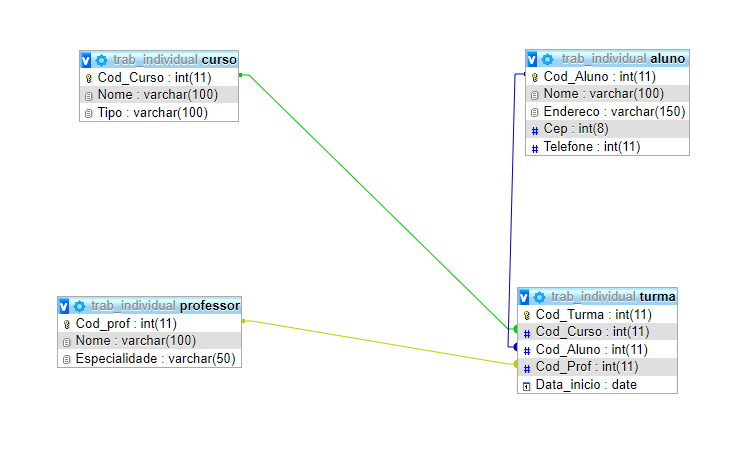 trab_individual curso
Cod_Curso : int(11)
Nome : varchar(100)
Tipo : varchar(100)
trab_individual aluno
Cod_Aluno : int(11)
Nome : varchar(100)
Endereco : varchar(150)
# Cep : int(8)
# Telefone : int(11)
trab_individual professor
Cod_prof : int(11)
Nome : varchar(100)
Especialidade : varchar(50)
trab_individual turma
Cod_Turma : int(11)
# Cod_Curso : int(11)
# Cod_Aluno : int(11)
# Cod_Prof : int(11)
Data_inicio : date